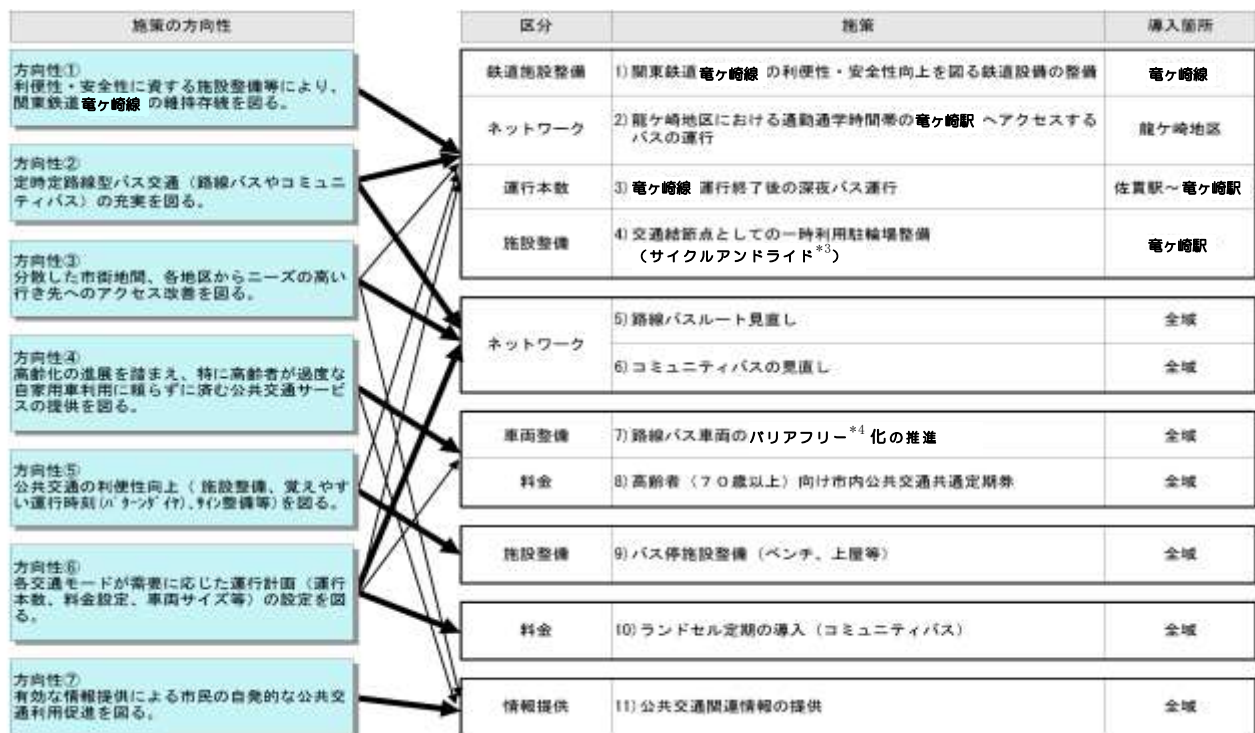 施策の方向性
方向性①
利便性・安全性に資する施設整備等により、
関東鉄道竜ヶ崎線 の維持存続を図る。
方向性②
定時定路線型バス交通（路線バスやコミュニ
ティバス）の充実を図る。
方向性③
分散した市街地間、各地区からニーズの高い
行き先へのアクセス改善を図る。
方向性④
高齢化の進展を踏まえ、特に高齢者が過度な
自家用車利用に頼らずに済む公共交通サービ
スの提供を図る。
方向性⑤
公共交通の利便性向上（ 施設整備、覚えやす
い運行時刻(ﾊﾟﾀｰﾝﾀﾞｲﾔ)、ｻｲﾝ整備等)を図る。
方向性⑥
各交通モードが需要に応じた運行計画（運行
本数、料金設定、車両サイズ等）の設定を図
る。
方向性⑦
有効な情報提供による市民の自発的な公共交
通利用促進を図る。
区分 施策 導入箇所
鉄道施設整備 1) 関東鉄道竜ヶ崎線 の利便性・安全性向上を図る鉄道設備の整備 竜ヶ崎線
ネットワーク 2) 龍ケ崎地区における通勤通学時間帯の竜ヶ崎駅 へアクセスする
バスの運行 龍ケ崎地区
運行本数 3) 竜ヶ崎線 運行終了後の深夜バス運行 佐貫駅～竜ヶ崎駅
施設整備 4) 交通結節点としての一時利用駐輪場整備
（サイクルアンドライド*3） 竜ヶ崎駅
ネットワーク 5) 路線バスルート見直し 全域
6) コミュニティバスの見直し 全域
車両整備 7) 路線バス車両のバリアフリー*4 化の推進 全域
料金 8) 高齢者（７０歳以上）向け市内公共交通共通定期券 全域
施設整備 9) バス停施設整備（ベンチ、上屋等） 全域
料金 10) ランドセル定期の導入（コミュニティバス） 全域
情報提供 11) 公共交通関連情報の提供 全域